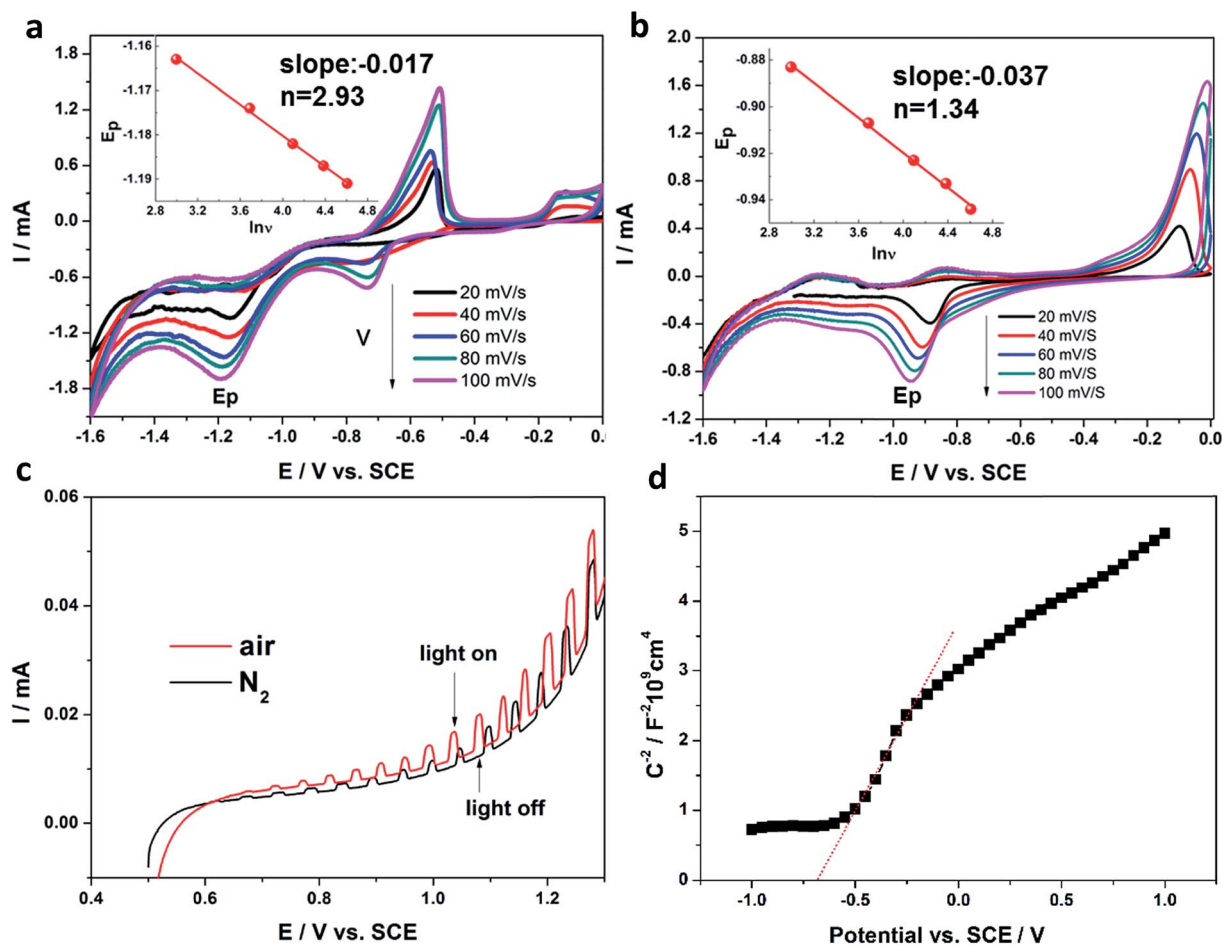 a
1.8
1.2
0.6
0.0
-0.6
-1.2
-1.8
I / mA
-1.16
-1.17
-1.18
-1.19
Ep
2.8 3.2 3.6 4.0 4.4 4.8
lnν
slope:-0.017
n=2.93
20 mV/s
40 mV/s
60 mV/s
80 mV/s
100 mV/s
V
Ep
-1.6 -1.4 -1.2 -1.0 -0.8 -0.6 -0.4 -0.2 0.0
E / V vs. SCE
b
2.0
1.6
1.2
0.8
0.4
0.0
-0.4
-0.8
-1.2
I / mA
-0.88
-0.90
-0.92
-0.94
Ep
2.8 3.2 3.6 4.0 4.4 4.8
lnν
slope:-0.037
n=1.34
20 mV/S
40 mV/S
60 mV/S
80 mV/S
100 mV/S
Ep
-1.6 -1.4 -1.2 -1.0 -0.8 -0.6 -0.4 -0.2 0.0
E / V vs. SCE
c
0.06
0.04
0.02
0.00
I / mA
air
N2
light on
light off
0.4 0.6 0.8 1.0 1.2
E / V vs. SCE
d
5
4
3
2
1
0
C-2 / F-2 109cm4
-1.0 -0.5 0.0 0.5 1.0
Potential vs. SCE / V